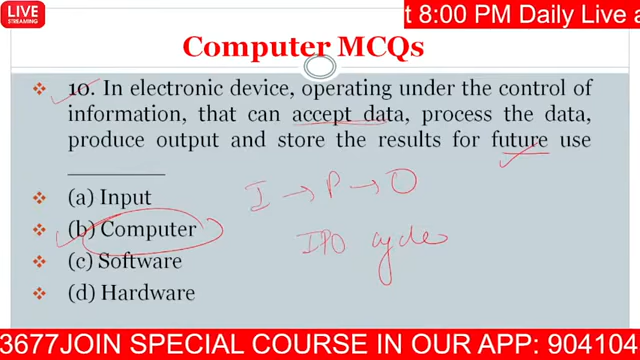 LIVE
STREAMING
t 8:00 PM Daily Live a
Computer MCQs
10. In electronic device, operating under the control of
information, that can accept data, process the data,
produce output and store the results for future use
__________
(a) Input
I → P → O
(b) Computer
IPO cycle
(c) Software
(d) Hardware
3677JOIN SPECIAL COURSE IN OUR APP: 904104